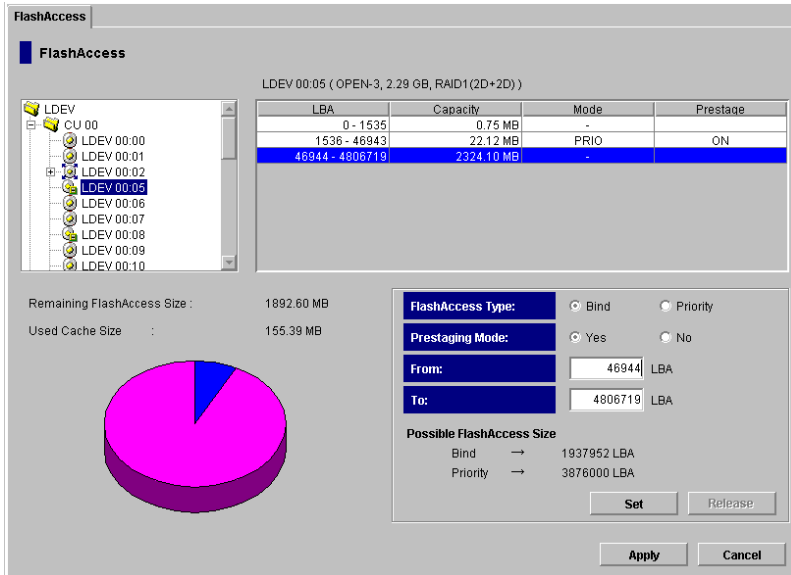 FlashAccess
FlashAccess
LDEV 00:05 ( OPEN-3, 2.29 GB, RAID1(2D+2D) )
LDEV
CU 00
LDEV 00:00
LDEV 00:01
LDEV 00:02
LDEV 00:05
LDEV 00:06
LDEV 00:07
LDEV 00:08
LDEV 00:09
LDEV 00:10
LBA Capacity Mode Prestage
0 - 1535 0.75 MB -
1536 - 46943 22.12 MB PRIO ON
46944 - 4806719 2324.10 MB -
Remaining FlashAccess Size : 1892.60 MB
Used Cache Size : 155.39 MB
FlashAccess Type: Bind Priority
Prestaging Mode: Yes No
From: 46944 LBA
To: 4806719 LBA
Possible FlashAccess Size
Bind → 1937952 LBA
Priority → 3876000 LBA
Set Release
Apply Cancel